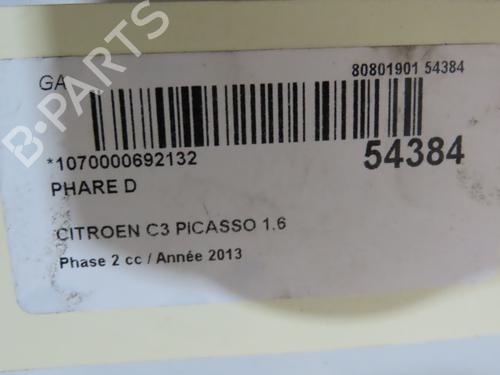 GA
80801901 54384
B-PARTS
*1070000692132
54384
PHARE D
CITROEN C3 PICASSO 1.6
Phase 2 cc / Année 2013